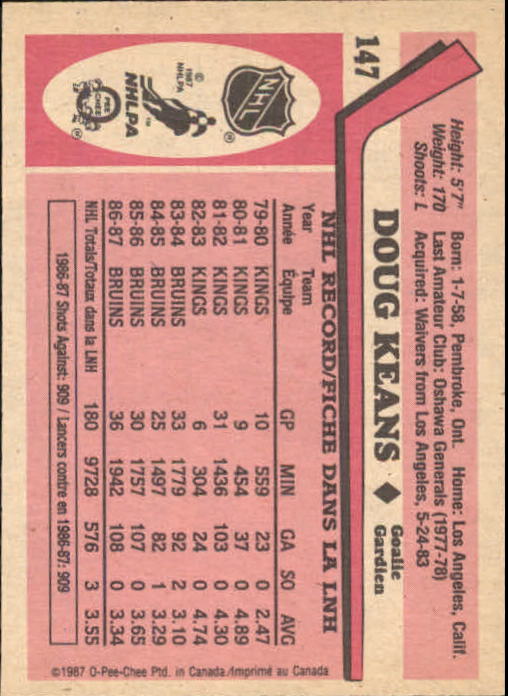 147
Height: 5'7" Born: 1-7-58, Pembroke, Ont. Home: Los Angeles, Calif.
Weight: 170 Last Amateur Club: Oshawa Generals (1977-78)
Shoots: L Acquired: Waivers from Los Angeles, 5-24-83
DOUG KEANS ◆ Goalie
Gardien
NHL
®
© 1987 NHLPA
NHLPA
™
O PEE CHEE
®
NHL RECORD/FICHE DANS LA LNH
Year Team GP MIN GA SO AVG
Année Équipe
79-80 KINGS 10 559 23 0 2.47
80-81 KINGS 9 454 37 0 4.89
81-82 KINGS 31 1436 103 0 4.30
82-83 KINGS 6 304 24 0 4.74
83-84 BRUINS 33 1779 92 2 3.10
84-85 BRUINS 25 1497 82 1 3.29
85-86 BRUINS 30 1757 107 0 3.65
86-87 BRUINS 36 1942 108 0 3.34
NHL Totals/Totaux dans la LNH 180 9728 576 3 3.55
1986-87 Shots Against: 909 / Lancers contre en 1986-87: 909
©1987 O-Pee-Chee Ptd. in Canada/Imprimé au Canada